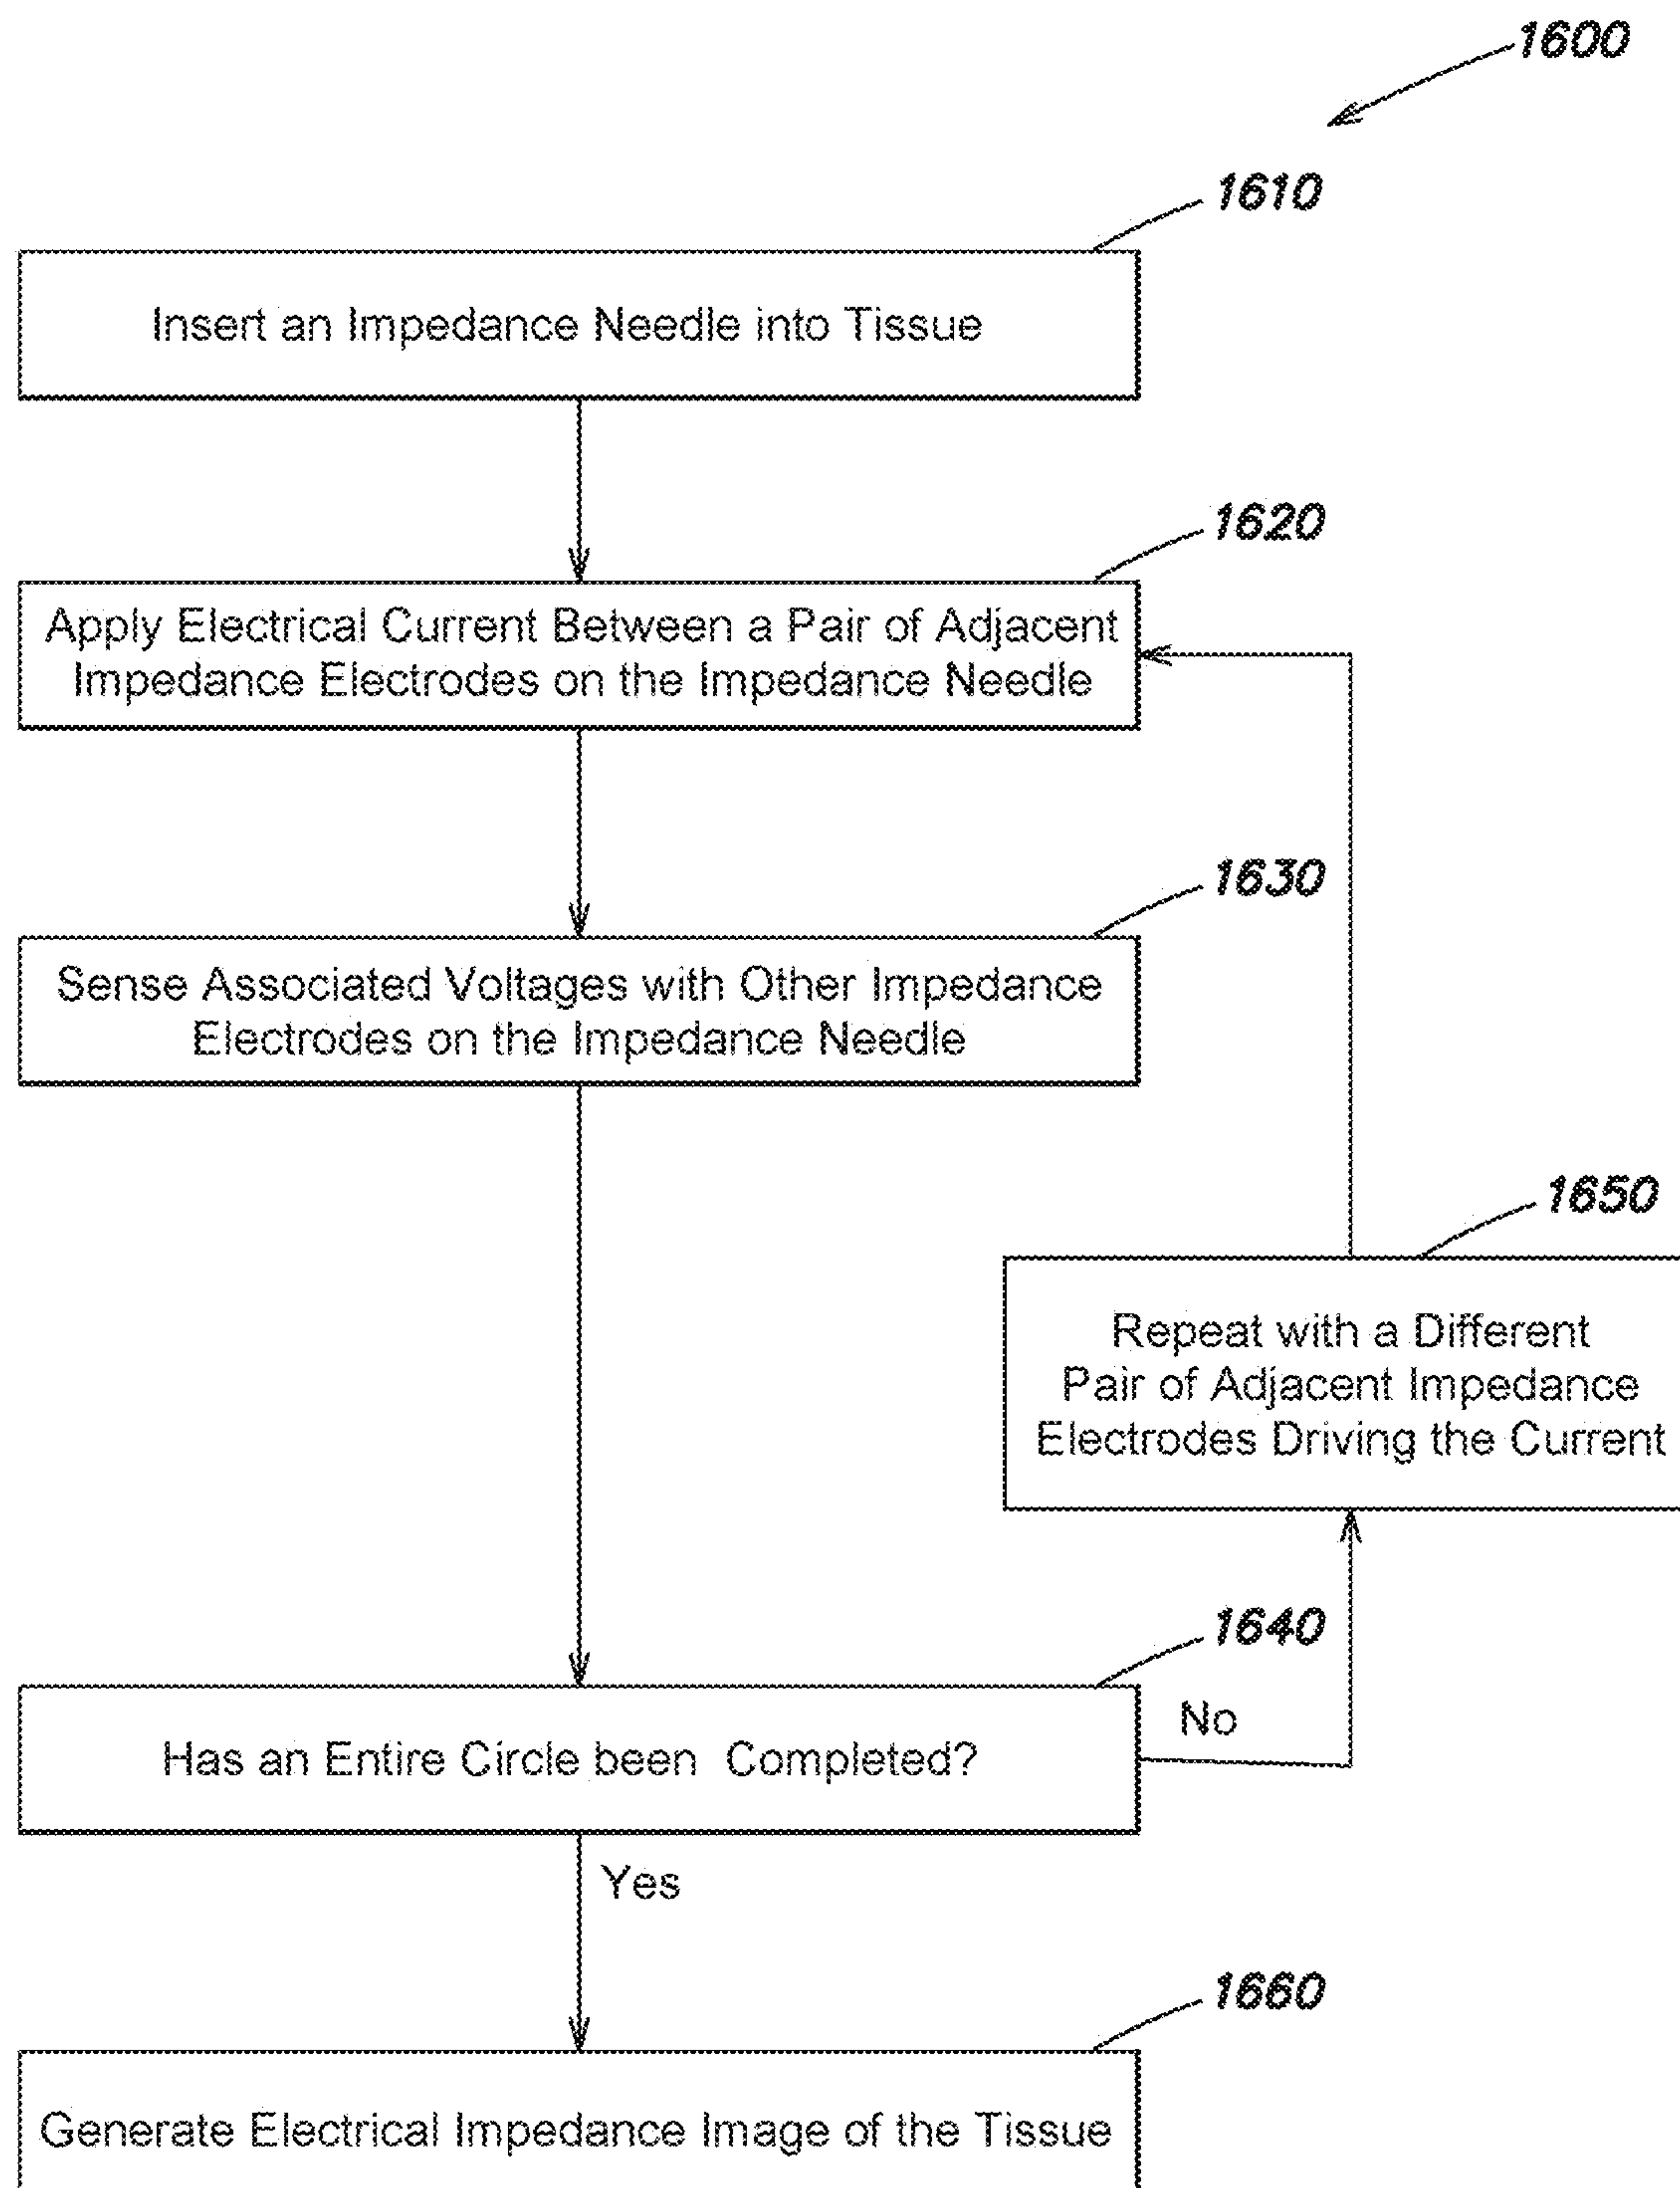 1600
1610
Insert an Impedance Needle into Tissue
1620
Apply Electrical Current Between a Pair of Adjacent
Impedance Electrodes on the Impedance Needle
1630
Sense Associated Voltages with Other Impedance
Electrodes on the Impedance Needle
1650
Repeat with a Different
Pair of Adjacent Impedance
Electrodes Driving the Current
1640
Has an Entire Circle been Completed?
No
Yes
1660
Generate Electrical Impedance Image of the Tissue